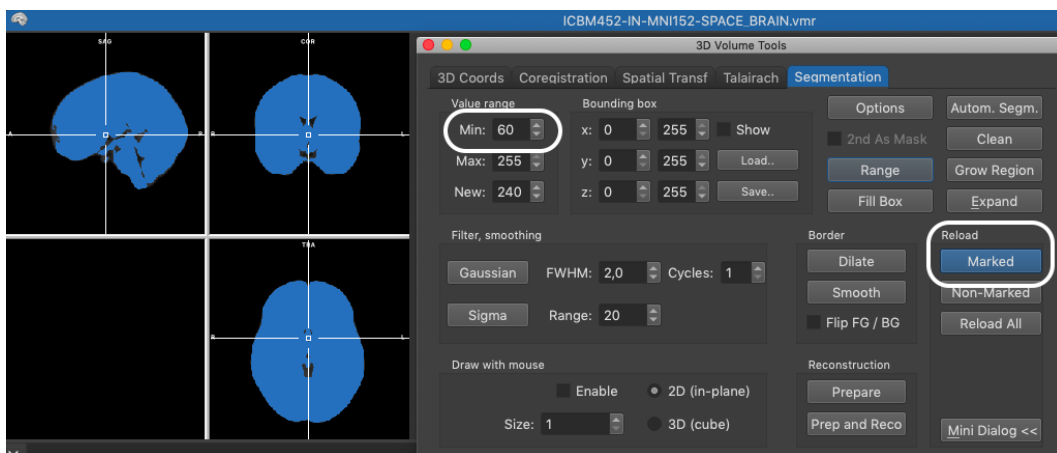 ICBM452-IN-MNI152-SPACE_BRAIN.vmr
SAG
COR
3D Volume Tools
3D Coords Coregistration Spatial Transf Talairach Segmentation
Value range
Bounding box
Options
Autom. Segm.
Min: 60
x: 0 255 Show
2nd As Mask
Clean
A
R
L
Max: 255
y: 0 255 Load..
Range
Grow Region
New: 240
z: 0 255 Save..
Fill Box
Expand
TRA
Filter, smoothing
Border
Reload
Gaussian FWHM: 2,0 Cycles: 1
Dilate
Marked
Smooth
Non-Marked
Sigma Range: 20
Flip FG / BG
Reload All
R
L
Draw with mouse
Reconstruction
Enable 2D (in-plane)
Prepare
Size: 1 3D (cube)
Prep and Reco
Mini Dialog <<